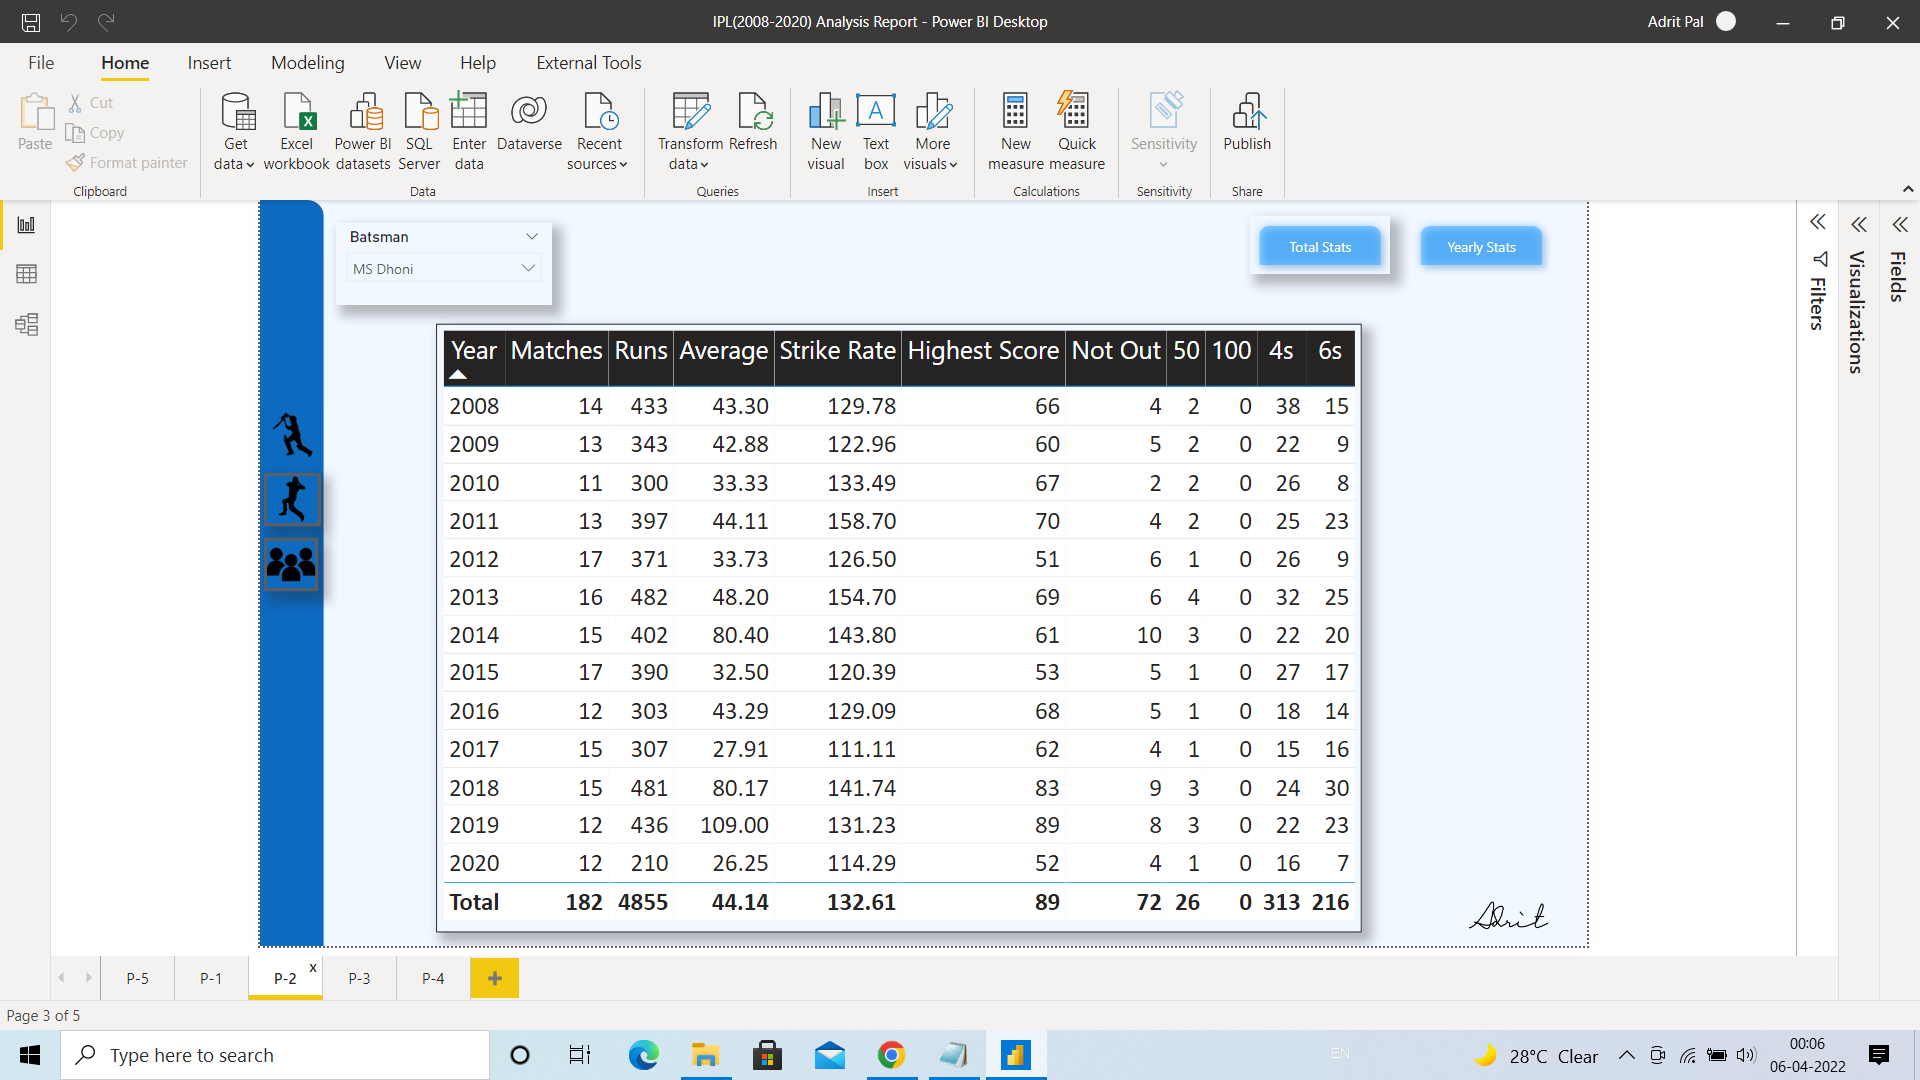 IPL(2008-2020) Analysis Report - Power BI Desktop
Adrit Pal
File Home Insert Modeling View Help External Tools
Paste
Cut
Copy
Format painter
Clipboard
Get data
Excel workbook
Power BI datasets
SQL Server
Enter data
Dataverse
Recent sources
Data
Transform data
Refresh
Queries
New visual
Text box
More visuals
Insert
New measure
Quick measure
Calculations
Sensitivity
Sensitivity
Publish
Share
Batsman
MS Dhoni
Total Stats
Yearly Stats
Filters
Visualizations
Fields
Year Matches Runs Average Strike Rate Highest Score Not Out 50 100 4s 6s
2008 14 433 43.30 129.78 66 4 2 0 38 15
2009 13 343 42.88 122.96 60 5 2 0 22 9
2010 11 300 33.33 133.49 67 2 2 0 26 8
2011 13 397 44.11 158.70 70 4 2 0 25 23
2012 17 371 33.73 126.50 51 6 1 0 26 9
2013 16 482 48.20 154.70 69 6 4 0 32 25
2014 15 402 80.40 143.80 61 10 3 0 22 20
2015 17 390 32.50 120.39 53 5 1 0 27 17
2016 12 303 43.29 129.09 68 5 1 0 18 14
2017 15 307 27.91 111.11 62 4 1 0 15 16
2018 15 481 80.17 141.74 83 9 3 0 24 30
2019 12 436 109.00 131.23 89 8 3 0 22 23
2020 12 210 26.25 114.29 52 4 1 0 16 7
Total 182 4855 44.14 132.61 89 72 26 0 313 216
Adrit
P-5 P-1 P-2 x P-3 P-4 +
Page 3 of 5
Type here to search
EN
28°C Clear
00:06
06-04-2022